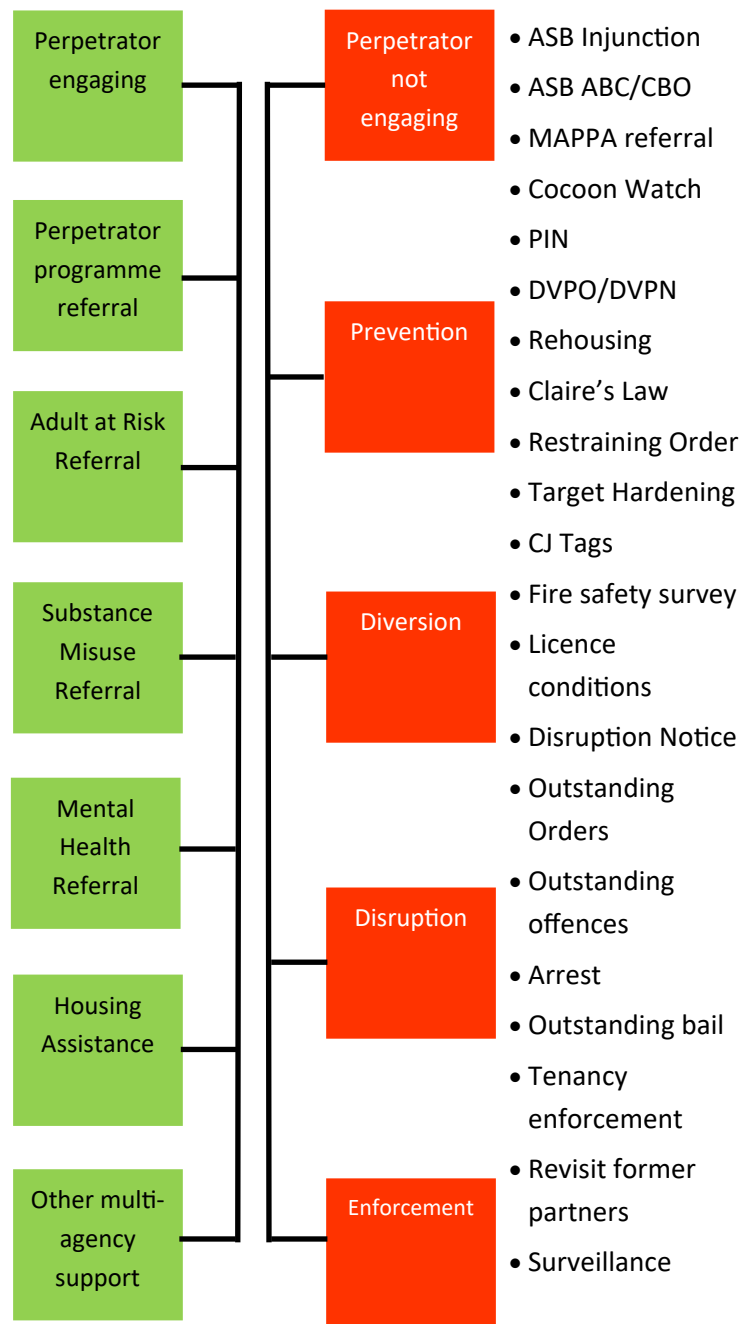 Perpetrator
engaging
Perpetrator
programme
referral
Adult at Risk
Referral
Substance
Misuse
Referral
Mental
Health
Referral
Housing
Assistance
Other multi-
agency
support
Perpetrator
not
engaging
Prevention
Diversion
Disruption
Enforcement
• ASB Injunction
• ASB ABC/CBO
• MAPPA referral
• Cocoon Watch
• PIN
• DVPO/DVPN
• Rehousing
• Claire’s Law
• Restraining Order
• Target Hardening
• CJ Tags
• Fire safety survey
• Licence
conditions
• Disruption Notice
• Outstanding
Orders
• Outstanding
offences
• Arrest
• Outstanding bail
• Tenancy
enforcement
• Revisit former
partners
• Surveillance